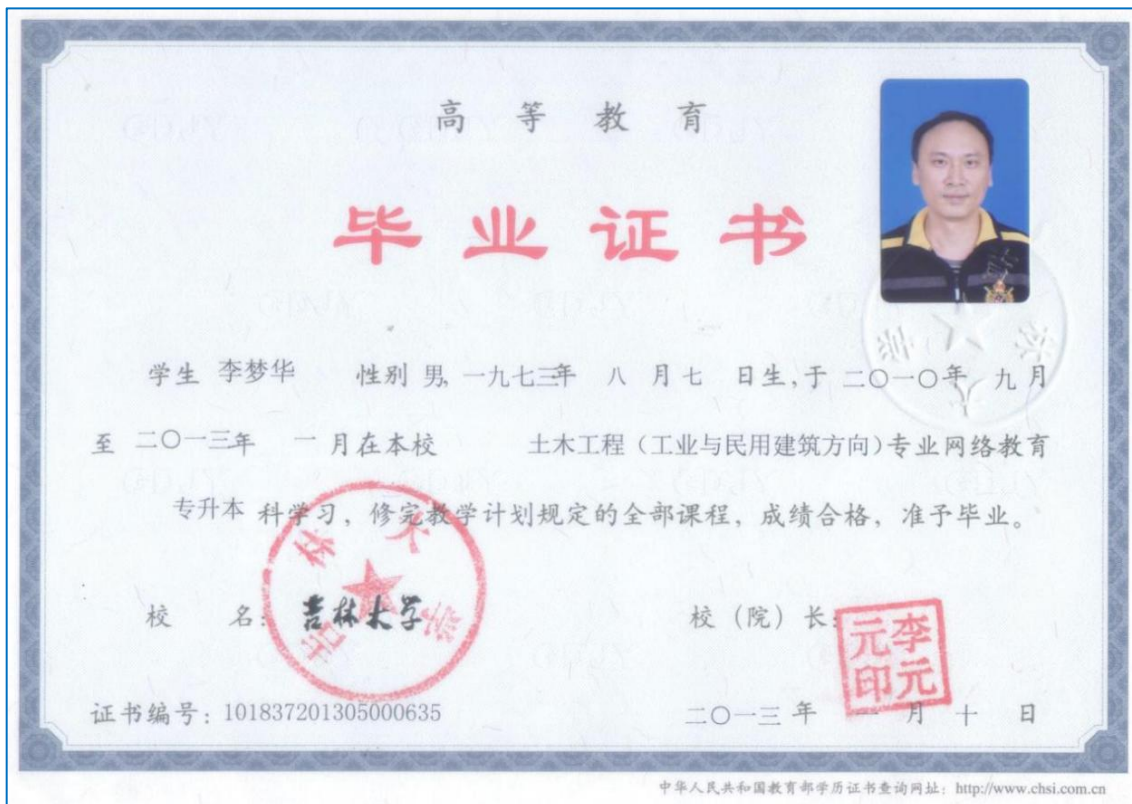 高等教育
毕业证书
学生 李梦华 性别 男, 一九七三年 八 月 七 日生, 于 二〇一〇年 九 月
至 二〇一三年 一 月在本校 土木工程（工业与民用建筑方向）专业网络教育
专升本 科学习，修完教学计划规定的全部课程，成绩合格，准予毕业。
校 名： 吉林大学
校（院）长：
吉林大学
李元元印
证书编号：101837201305000635
二〇一三 年 一 月 十 日
中华人民共和国教育部学历证书查询网址：http://www.chsi.com.cn